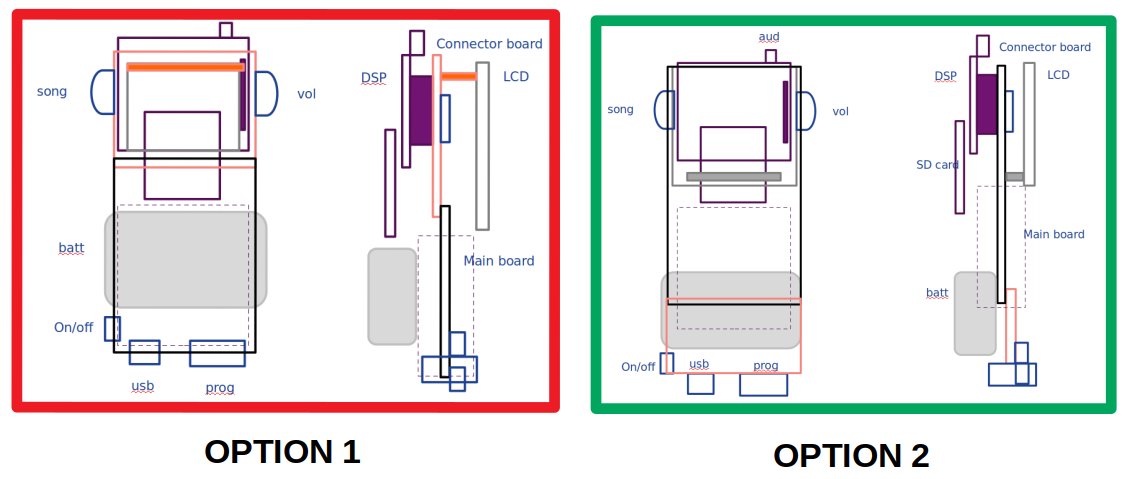 Connector board
DSP
LCD
song
vol
batt
Main board
On/off
usb
prog
OPTION 1
aud
Connector board
DSP
LCD
song
vol
SD card
Main board
batt
On/off
usb
prog
OPTION 2